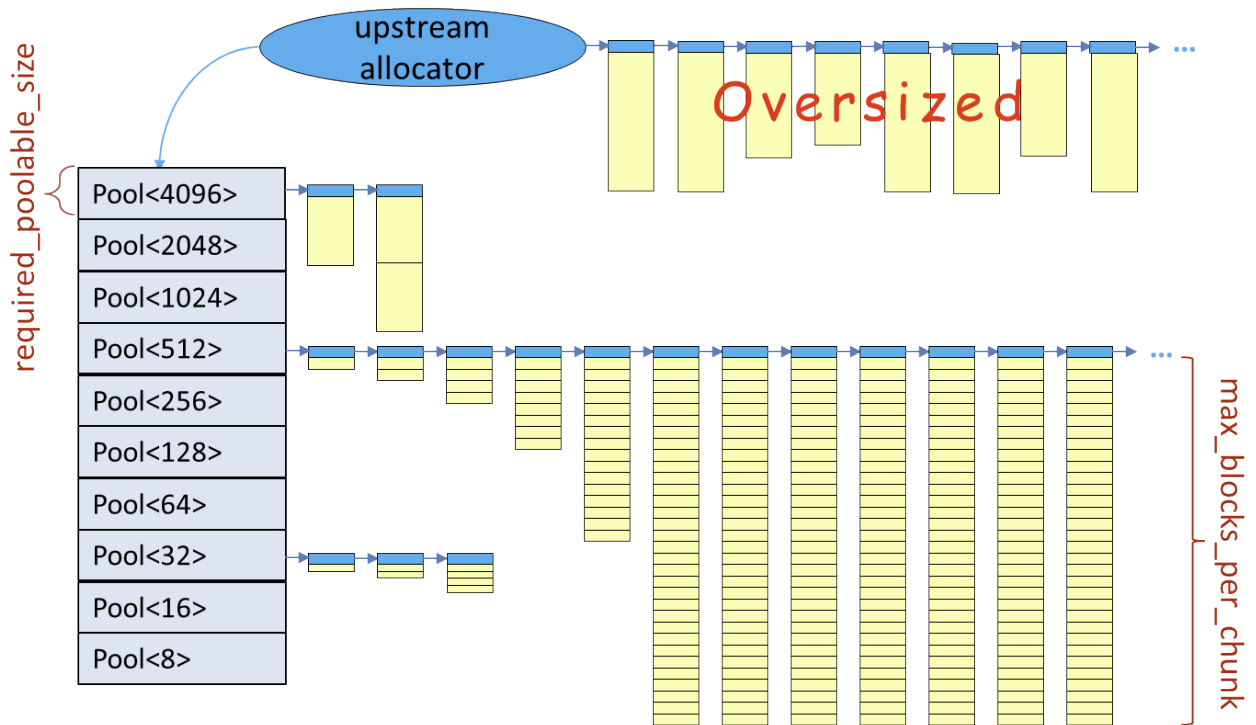 upstream
allocator
...
Oversized
required_poolable_size
Pool<4096>
Pool<2048>
Pool<1024>
Pool<512>
...
Pool<256>
Pool<128>
Pool<64>
Pool<32>
Pool<16>
Pool<8>
max_blocks_per_chunk